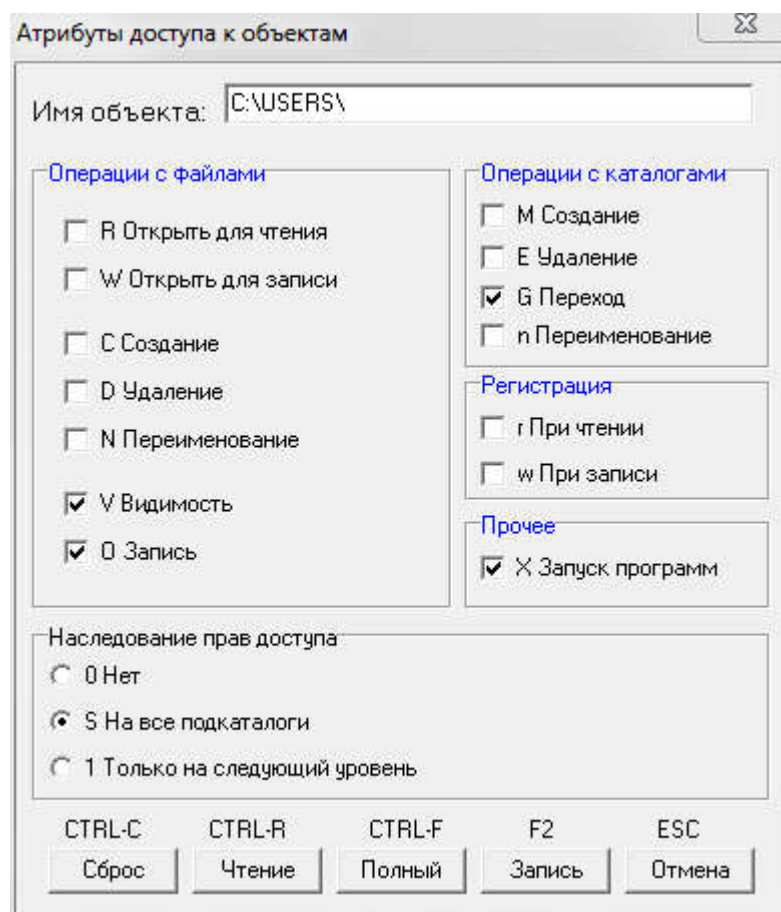 Атрибуты доступа к объектам
Имя объекта: C:\USERS\
Операции с файлами
R Открыть для чтения
W Открыть для записи
C Создание
D Удаление
N Переименование
V Видимость
O Запись
Операции с каталогами
M Создание
E Удаление
G Переход
n Переименование
Регистрация
r При чтении
w При записи
Прочее
X Запуск программ
Наследование прав доступа
0 Нет
S На все подкаталоги
1 Только на следующий уровень
CTRL-C CTRL-R CTRL-F F2 ESC
Сброс Чтение Полный Запись Отмена